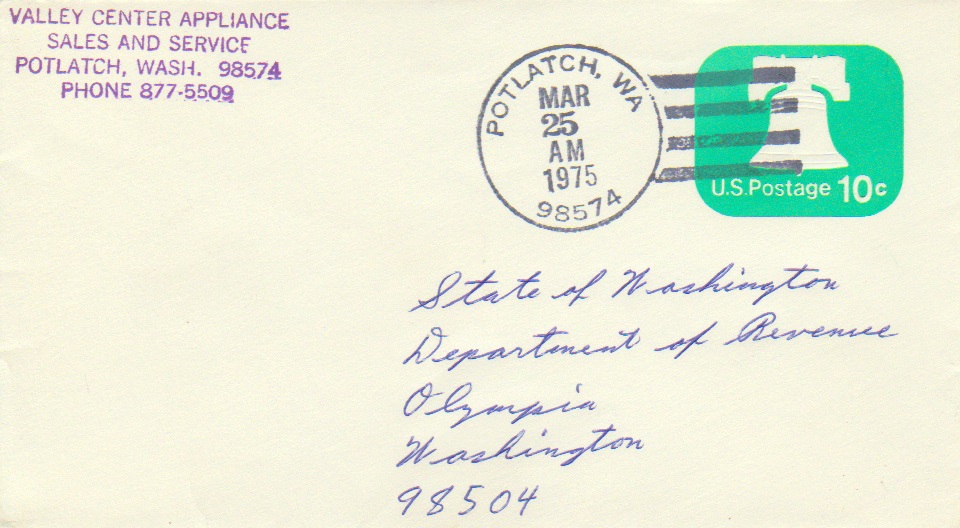 VALLEY CENTER APPLIANCE
SALES AND SERVICE
POTLATCH, WASH. 98574
PHONE 877-5509
POTLATCH, WA
MAR
25
AM
1975
98574
U.S. Postage 10c
State of Washington
Department of Revenue
Olympia
Washington
98504